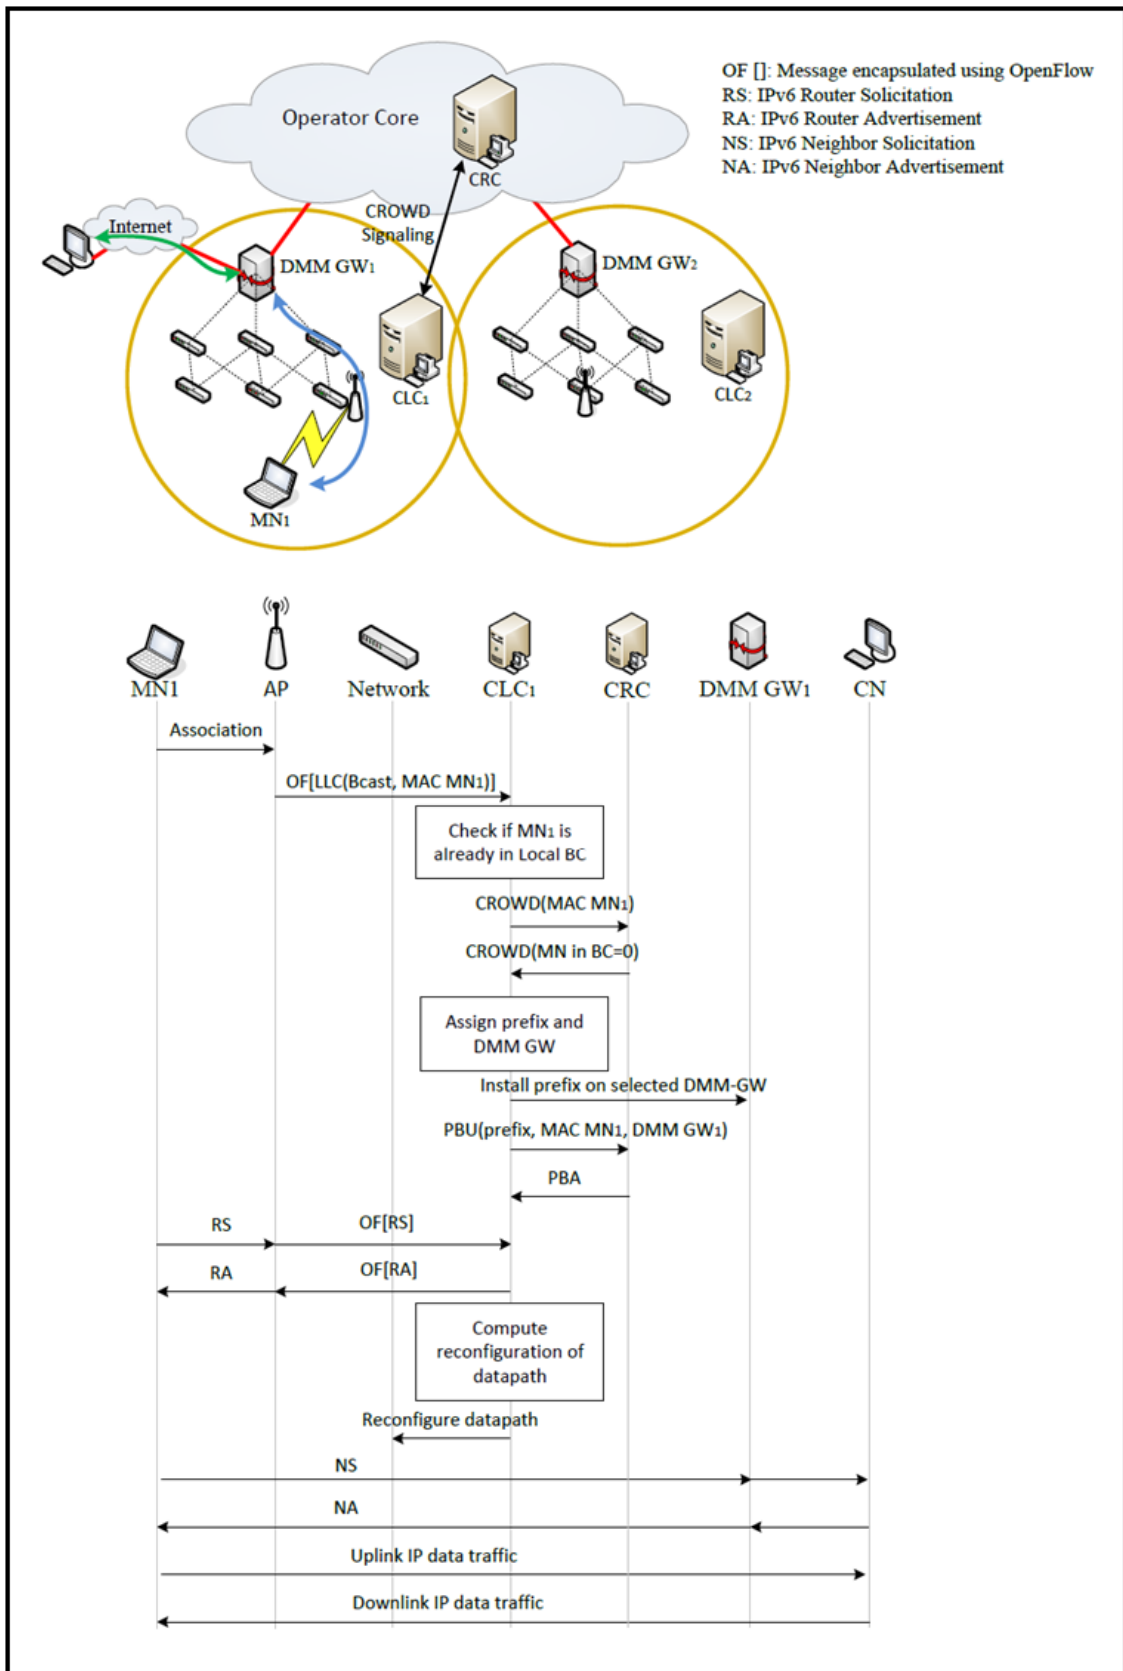 OF []: Message encapsulated using OpenFlow
RS: IPv6 Router Solicitation
RA: IPv6 Router Advertisement
NS: IPv6 Neighbor Solicitation
NA: IPv6 Neighbor Advertisement
Operator Core
CRC
CROWD
Signaling
Internet
DMM GW1
DMM GW2
CLC1
CLC2
MN1
MN1
AP
Network
CLC1
CRC
DMM GW1
CN
Association
OF[LLC(Bcast, MAC MN1)]
Check if MN1 is
already in Local BC
CROWD(MAC MN1)
CROWD(MN in BC=0)
Assign prefix and
DMM GW
Install prefix on selected DMM-GW
PBU(prefix, MAC MN1, DMM GW1)
PBA
RS
OF[RS]
RA
OF[RA]
Compute
reconfiguration of
datapath
Reconfigure datapath
NS
NA
Uplink IP data traffic
Downlink IP data traffic